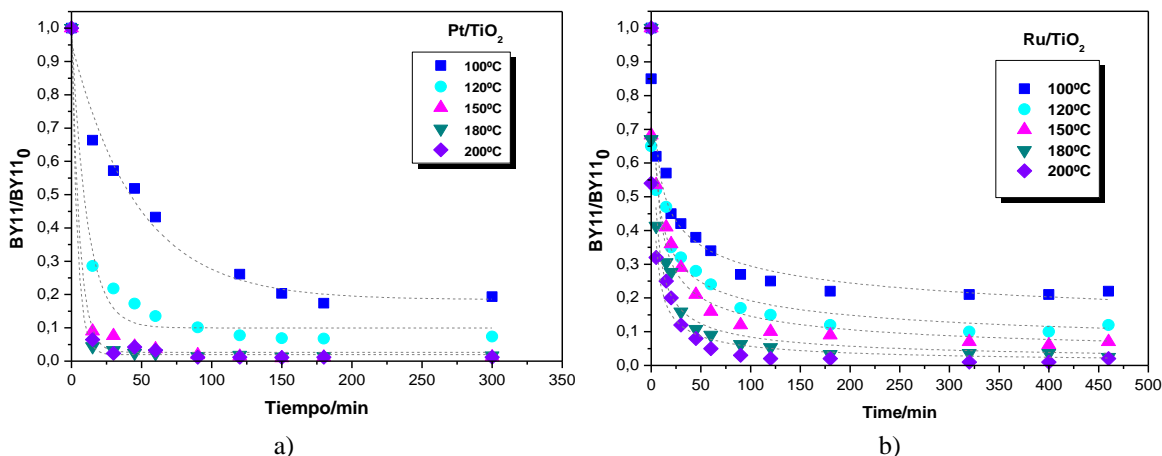 Pt/TiO2
100ºC
120ºC
150ºC
180ºC
200ºC
BY11/BY110
1,0
0,9
0,8
0,7
0,6
0,5
0,4
0,3
0,2
0,1
0,0
0 50 100 150 200 250 300 350
Tiempo/min
a)
Ru/TiO2
100ºC
120ºC
150ºC
180ºC
200ºC
BY11/BY110
1,0
0,9
0,8
0,7
0,6
0,5
0,4
0,3
0,2
0,1
0,0
0 50 100 150 200 250 300 350 400 450 500
Time/min
b)